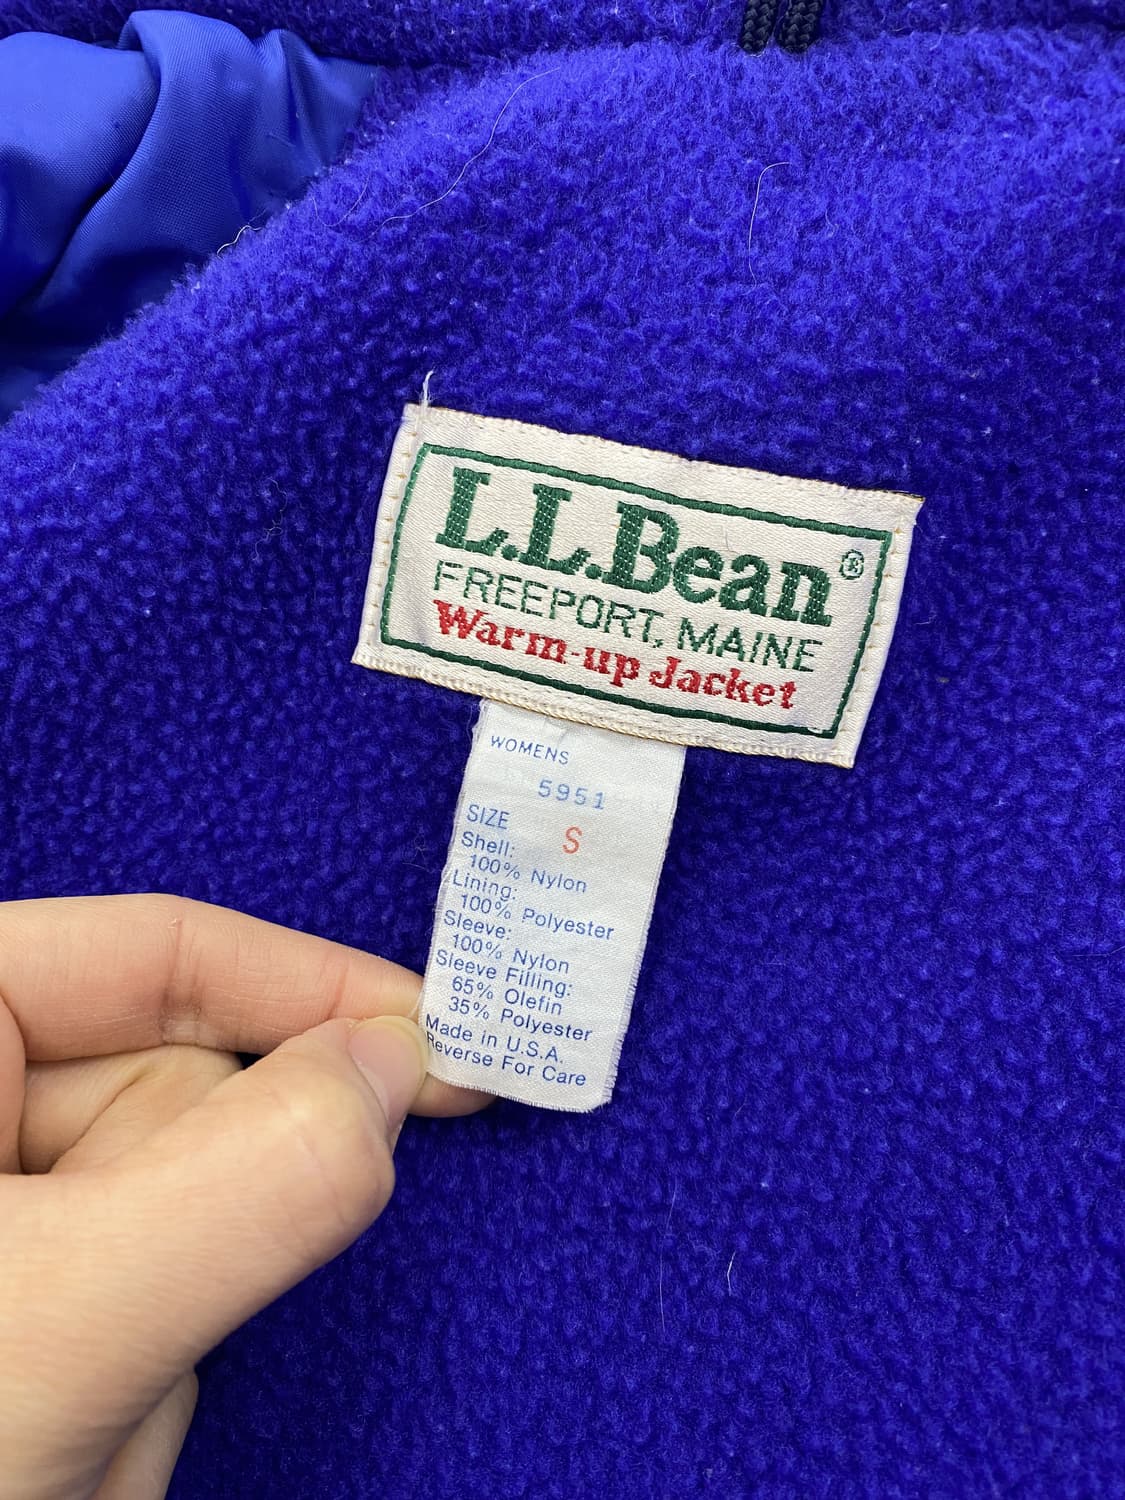 L.L.Bean®
FREEPORT, MAINE
Warm-up Jacket
WOMENS
5951
SIZE S
Shell:
100% Nylon
Lining:
100% Polyester
Sleeve:
100% Nylon
Sleeve Filling:
65% Olefin
35% Polyester
Made in U.S.A.
Reverse For Care